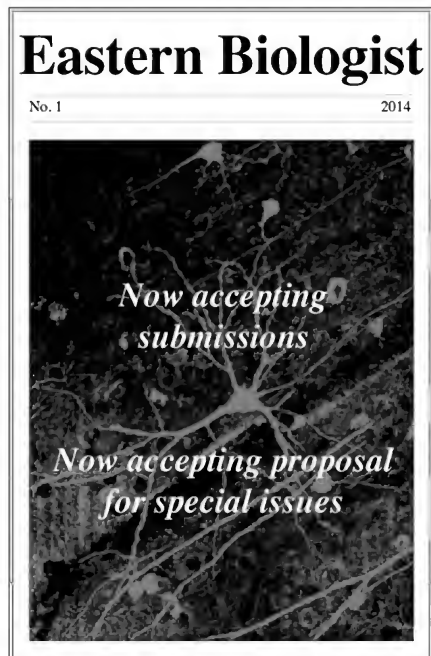 Eastern Biologist
No. 1 2014
Now accepting
submissions
Now accepting proposal
for special issues